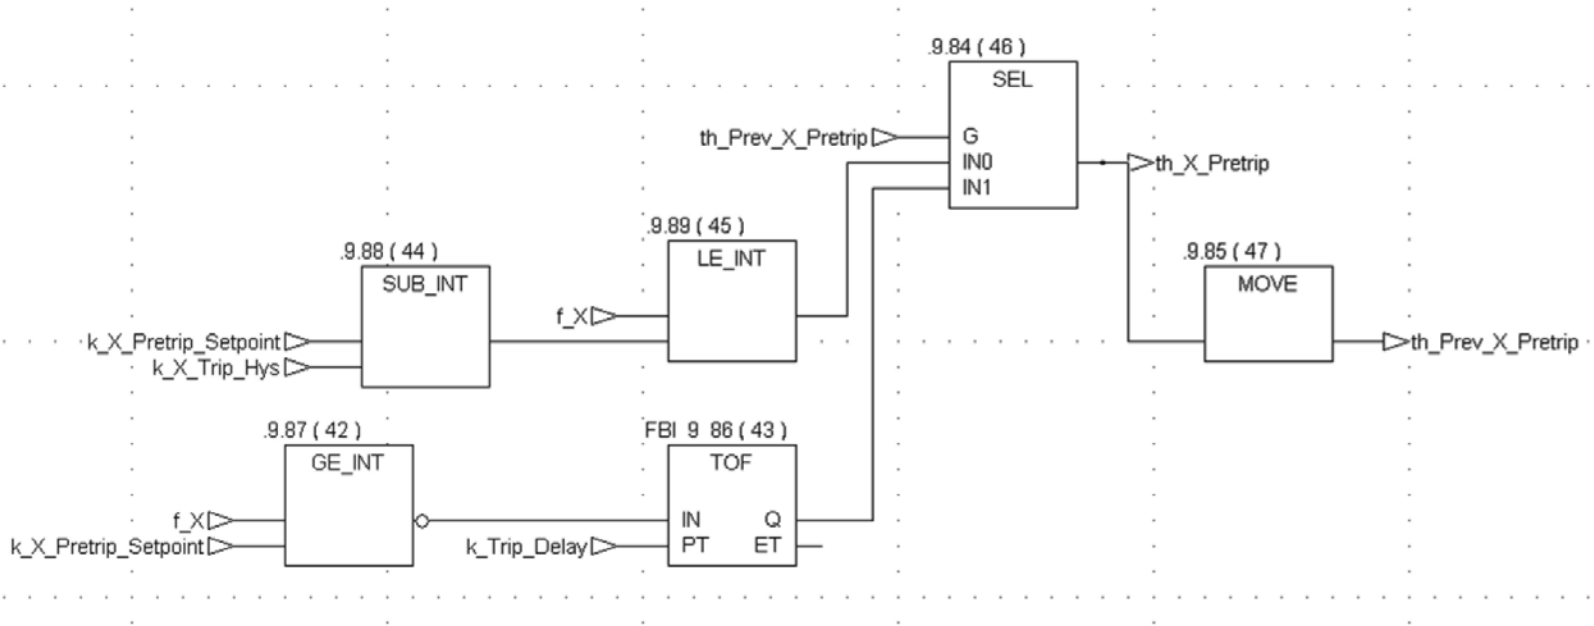 .9.84 ( 46 )
SEL
th_Prev_X_Pretrip
G
IN0
IN1
th_X_Pretrip
.9.89 ( 45 )
LE_INT
f_X
.9.88 ( 44 )
SUB_INT
k_X_Pretrip_Setpoint
k_X_Trip_Hys
.9.85 ( 47 )
MOVE
th_Prev_X_Pretrip
.9.87 ( 42 )
GE_INT
f_X
k_X_Pretrip_Setpoint
FBI 9 86 ( 43 )
TOF
IN Q
k_Trip_Delay
PT ET